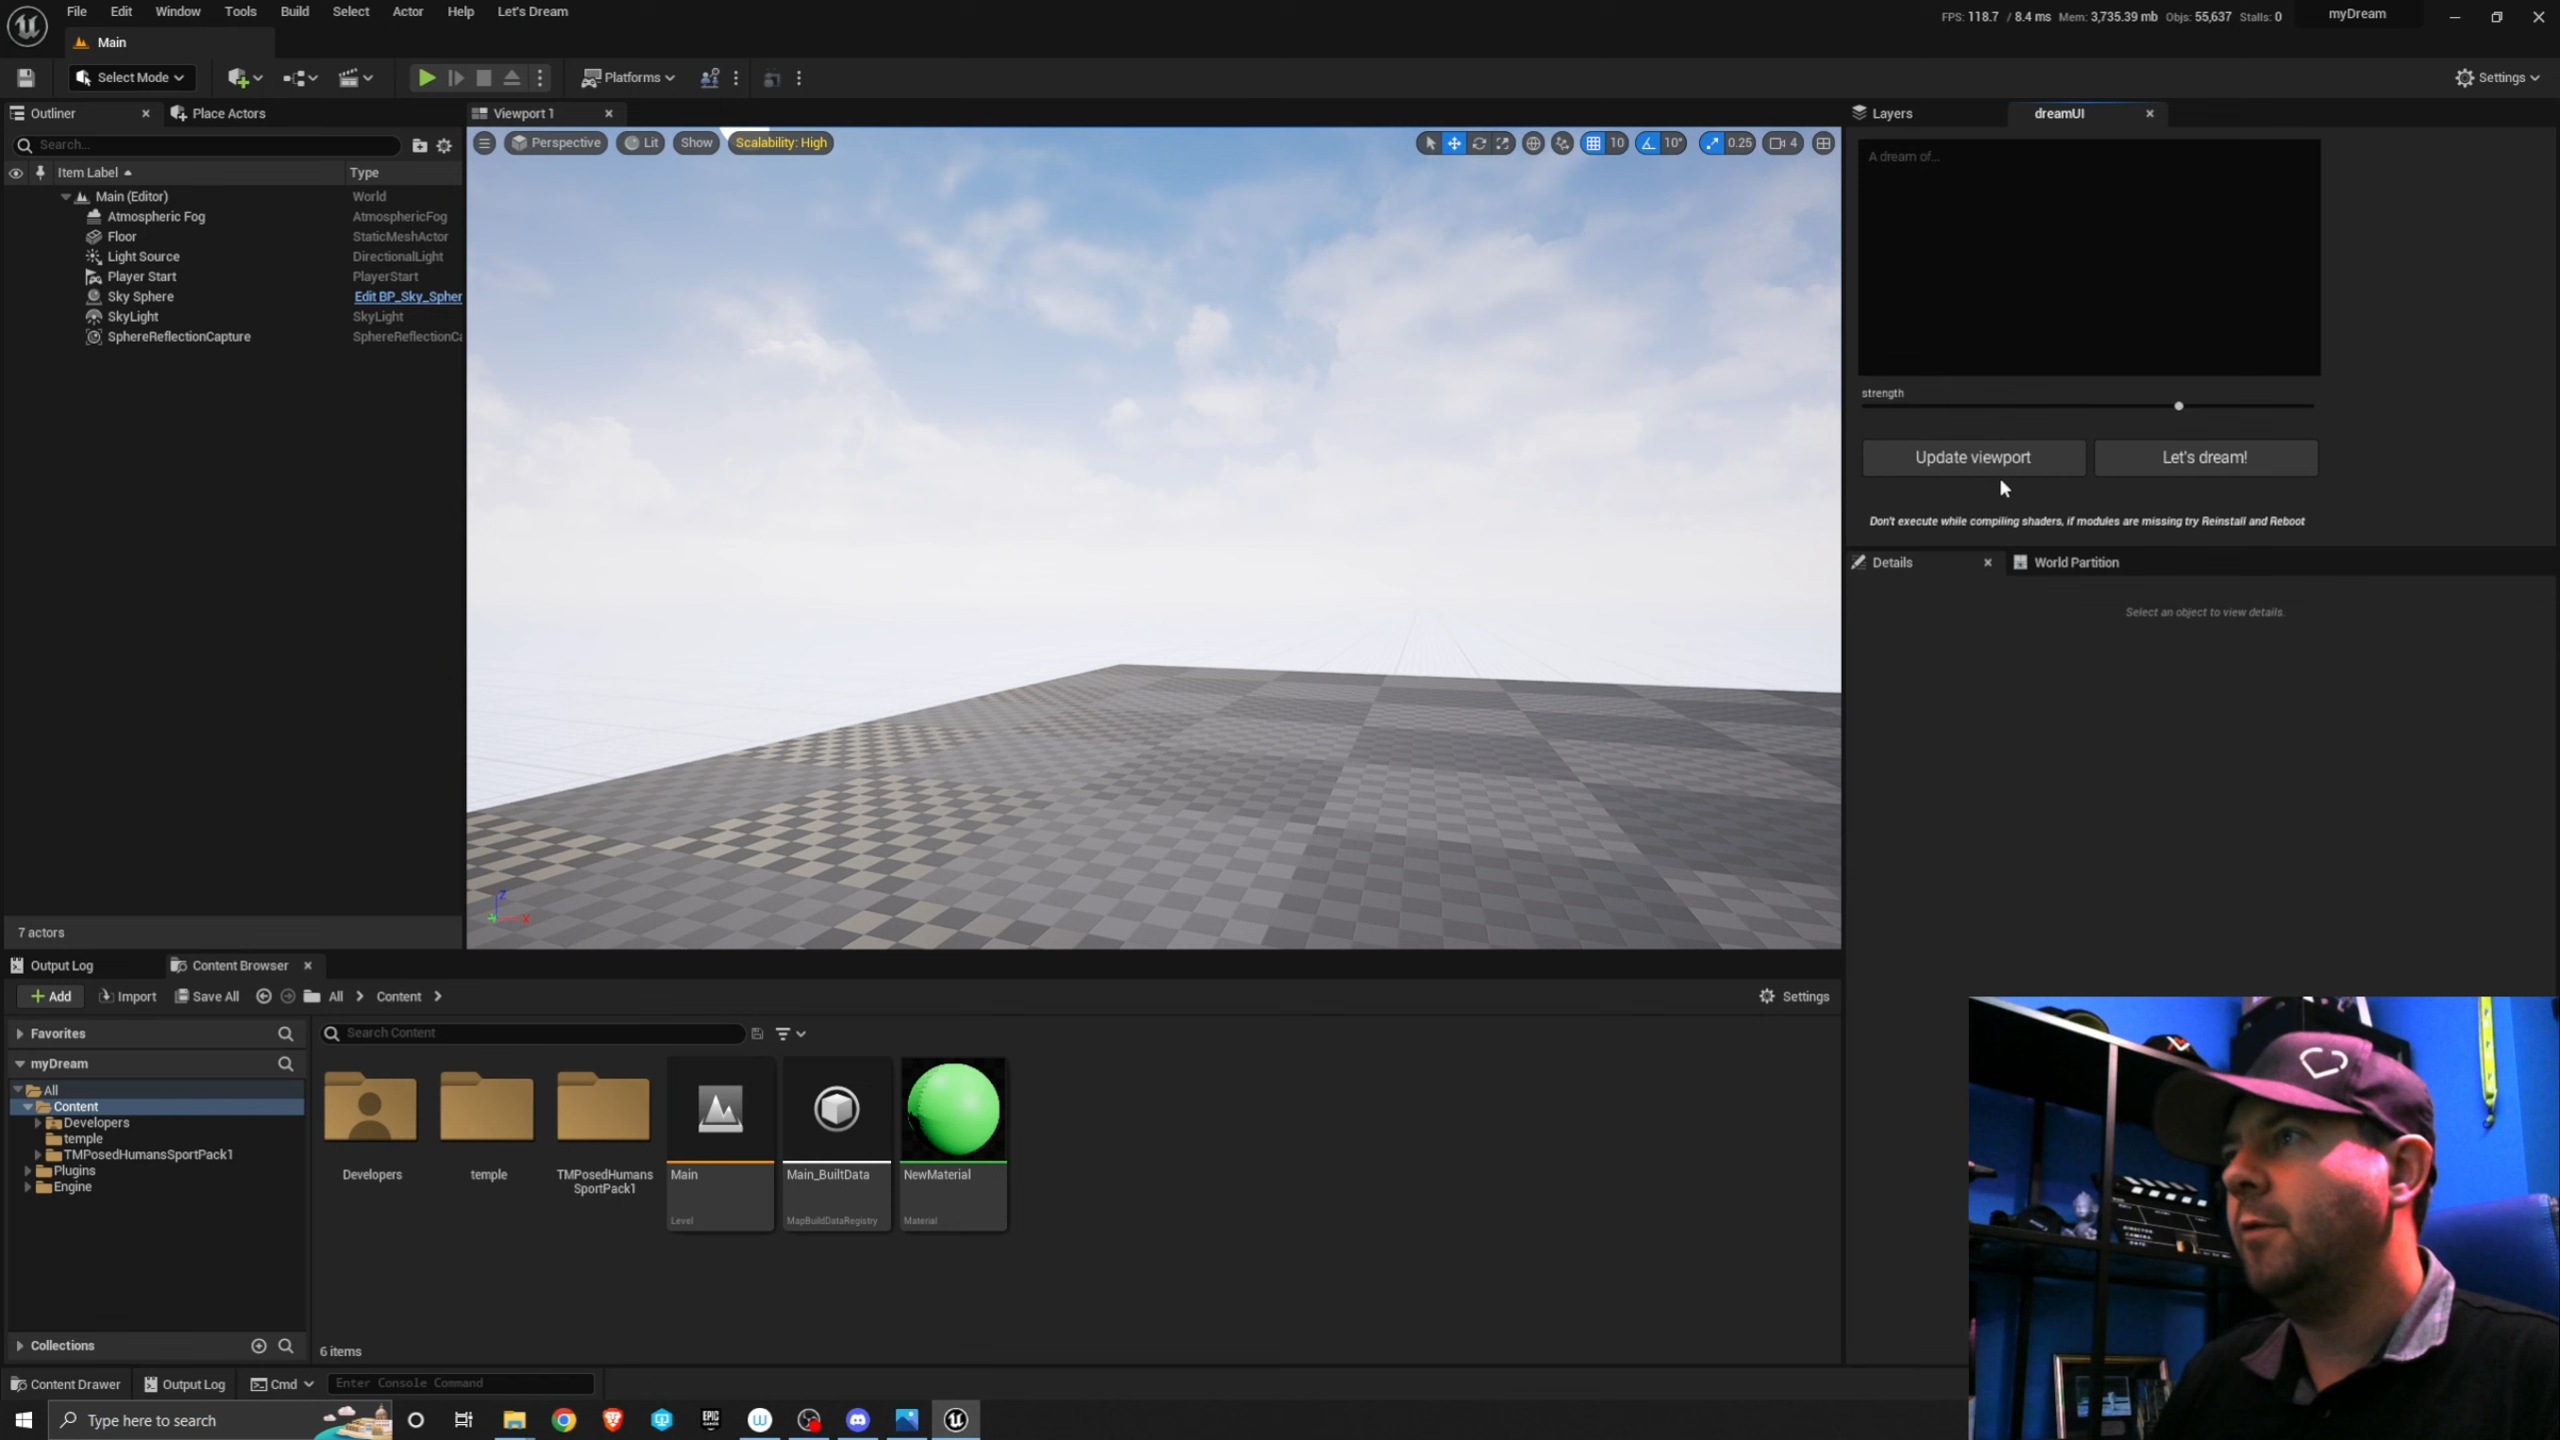 File Edit Window Tools Build Select Actor Help Let's Dream
FPS: 118.7 / 8.4 ms Mem: 3,735.39 mb Objs: 55,637 Stalls: 0 myDream
Main
Select Mode Platforms Settings
Outliner Place Actors
Search...
Item Label Type
Main (Editor) World
Atmospheric Fog AtmosphericFog
Floor StaticMeshActor
Light Source DirectionalLight
Player Start PlayerStart
Sky Sphere Edit BP_Sky_Spher
SkyLight SkyLight
SphereReflectionCapture SphereReflectionCa
7 actors
Viewport 1
Perspective Lit Show Scalability: High 10 10° 0.25 4
Z
X
Layers dreamUI
A dream of...
strength
Update viewport Let's dream!
Don't execute while compiling shaders, if modules are missing try Reinstall and Reboot
Details World Partition
Select an object to view details.
Output Log Content Browser
Add Import Save All All Content Settings
Favorites
myDream
All
Content
Developers
temple
TMPosedHumansSportPack1
Plugins
Engine
Collections
Search Content
Developers
temple
TMPosedHumans
SportPack1
Main
Level
Main_BuiltData
MapBuildDataRegistry
NewMaterial
Material
6 items
Content Drawer Output Log Cmd Enter Console Command
Type here to search
EPIC